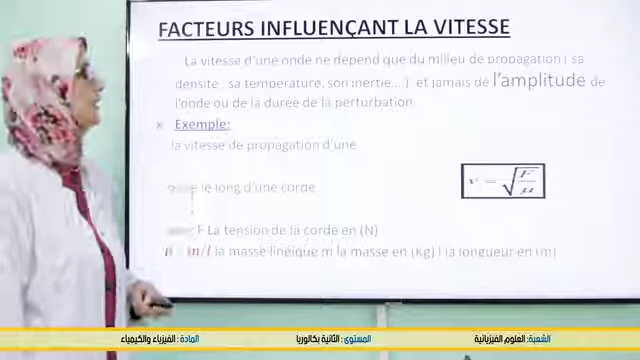 FACTEURS INFLUENÇANT LA VITESSE
La vitesse d'une onde ne dépend que du milieu de propagation ( sa
densité , sa température, son inertie...) et jamais de l'amplitude de
l'onde ou de la durée de la perturbation
× Exemple:
la vitesse de propagation d'une
le long d'une corde
v = √F/μ
F La tension de la corde en (N)
m/l la masse linéique m la masse en (Kg) l la longueur en (m)
الشعبة: العلوم الفيزيائية المستوى: الثانية بكالوريا المادة: الفيزياء والكيمياء